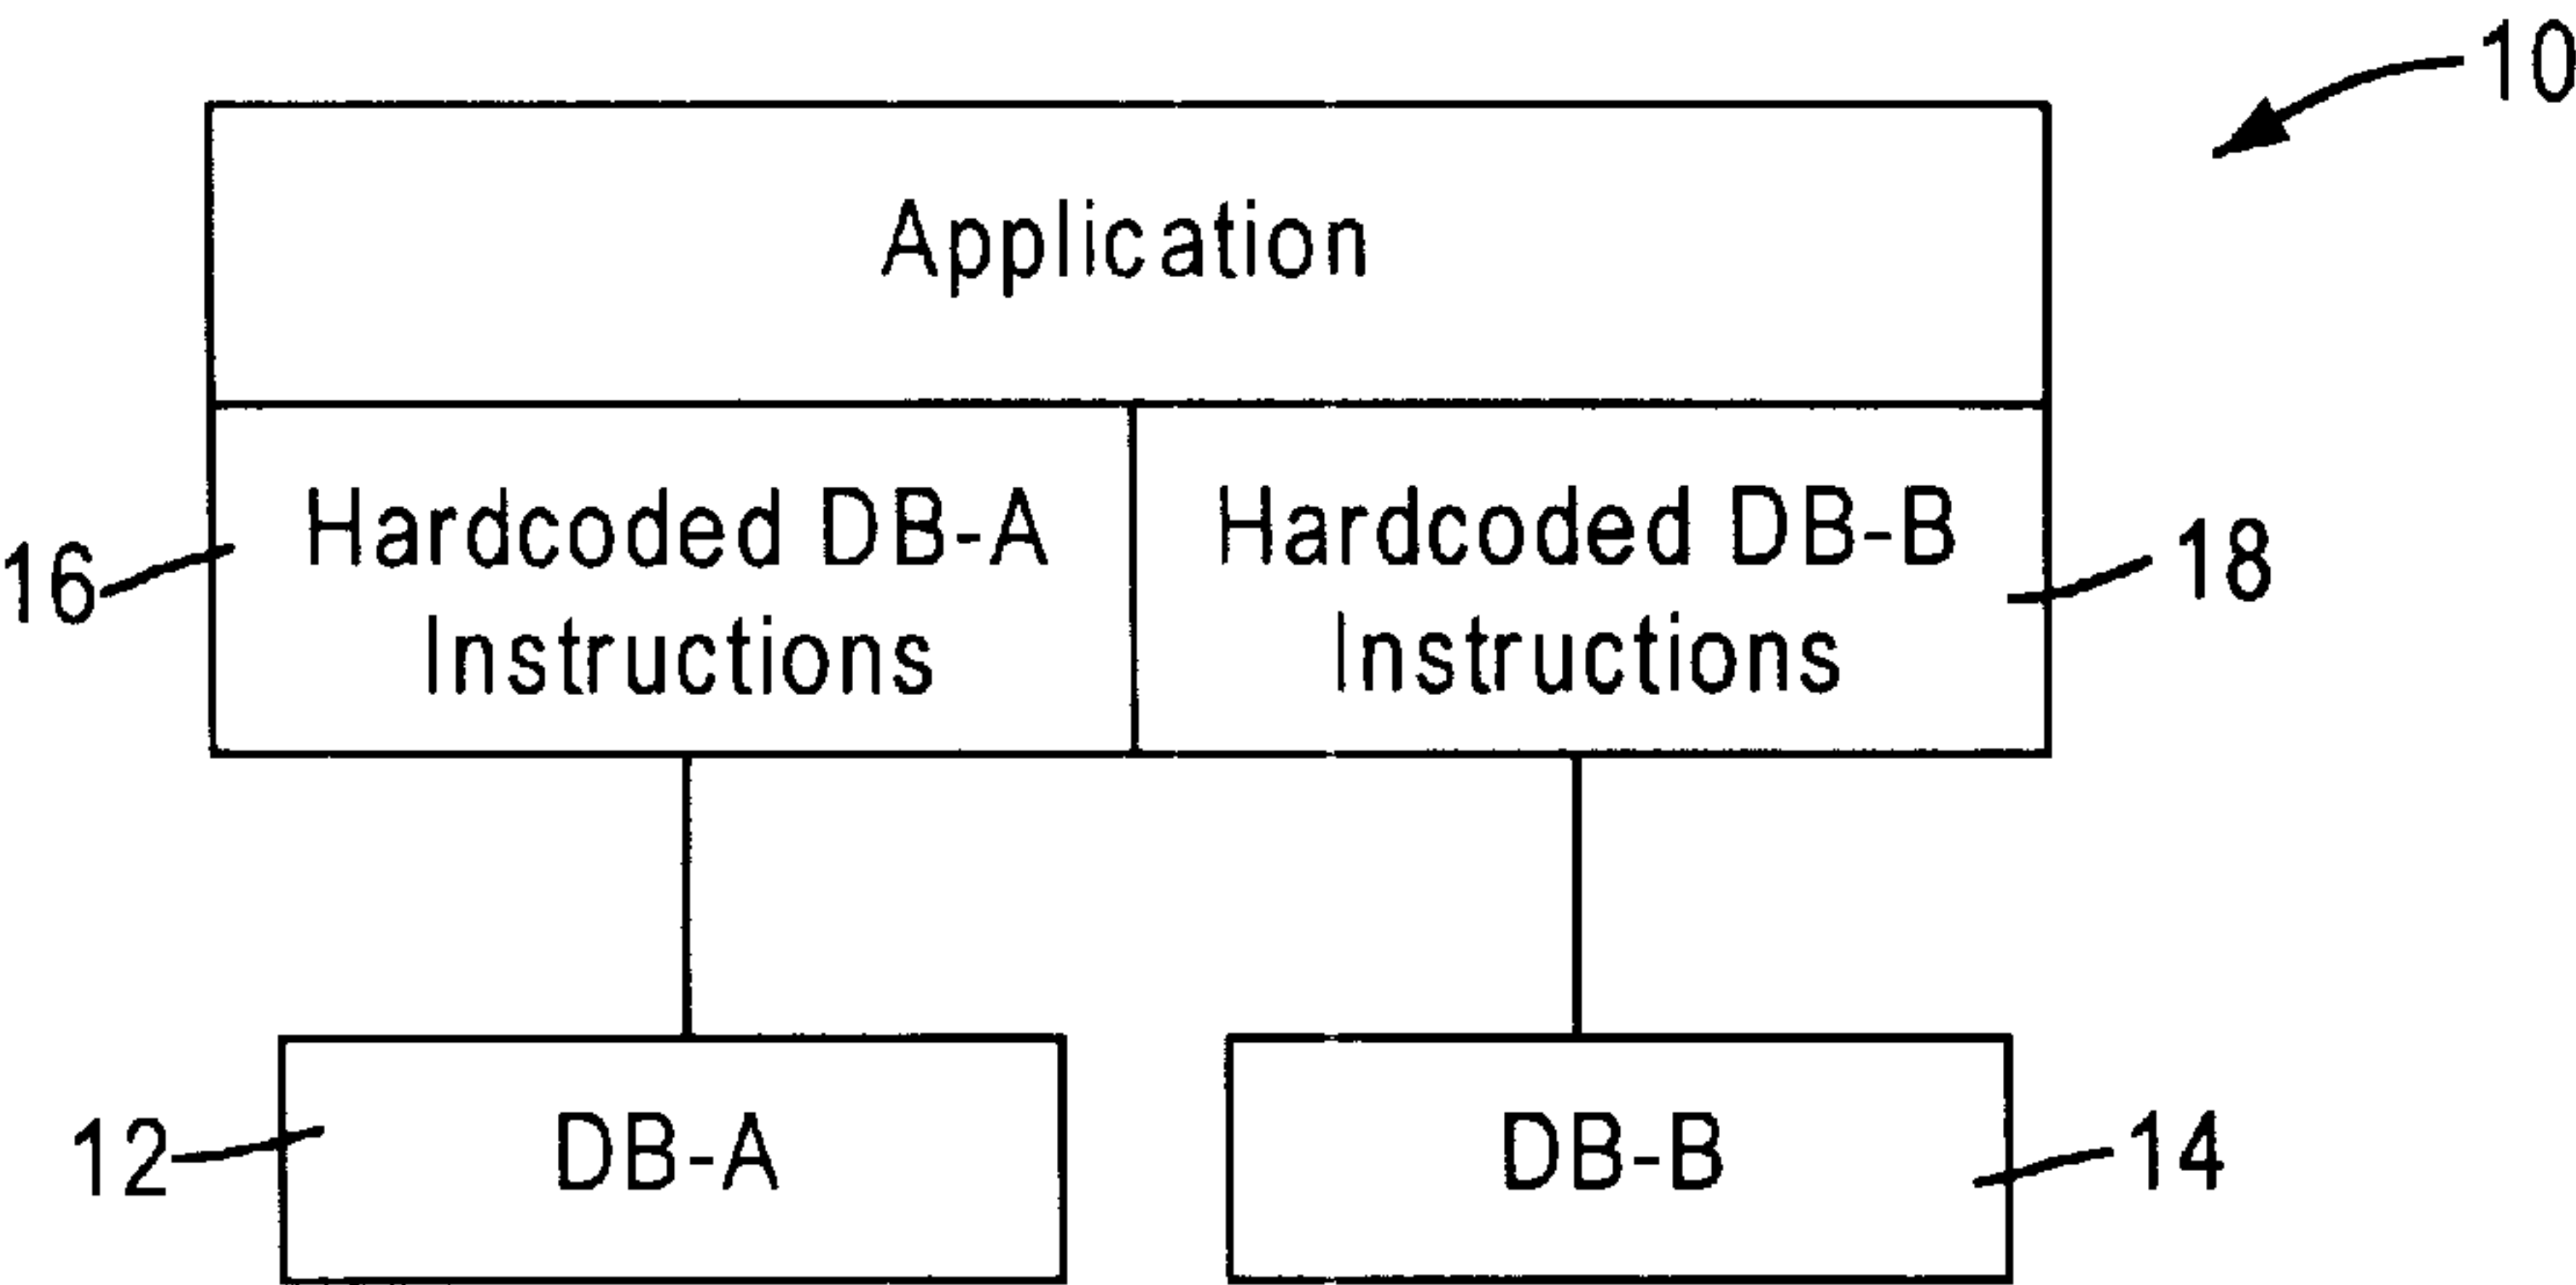 10
Application
16
Hardcoded DB-A
Instructions
Hardcoded DB-B
Instructions
18
12
DB-A
DB-B
14